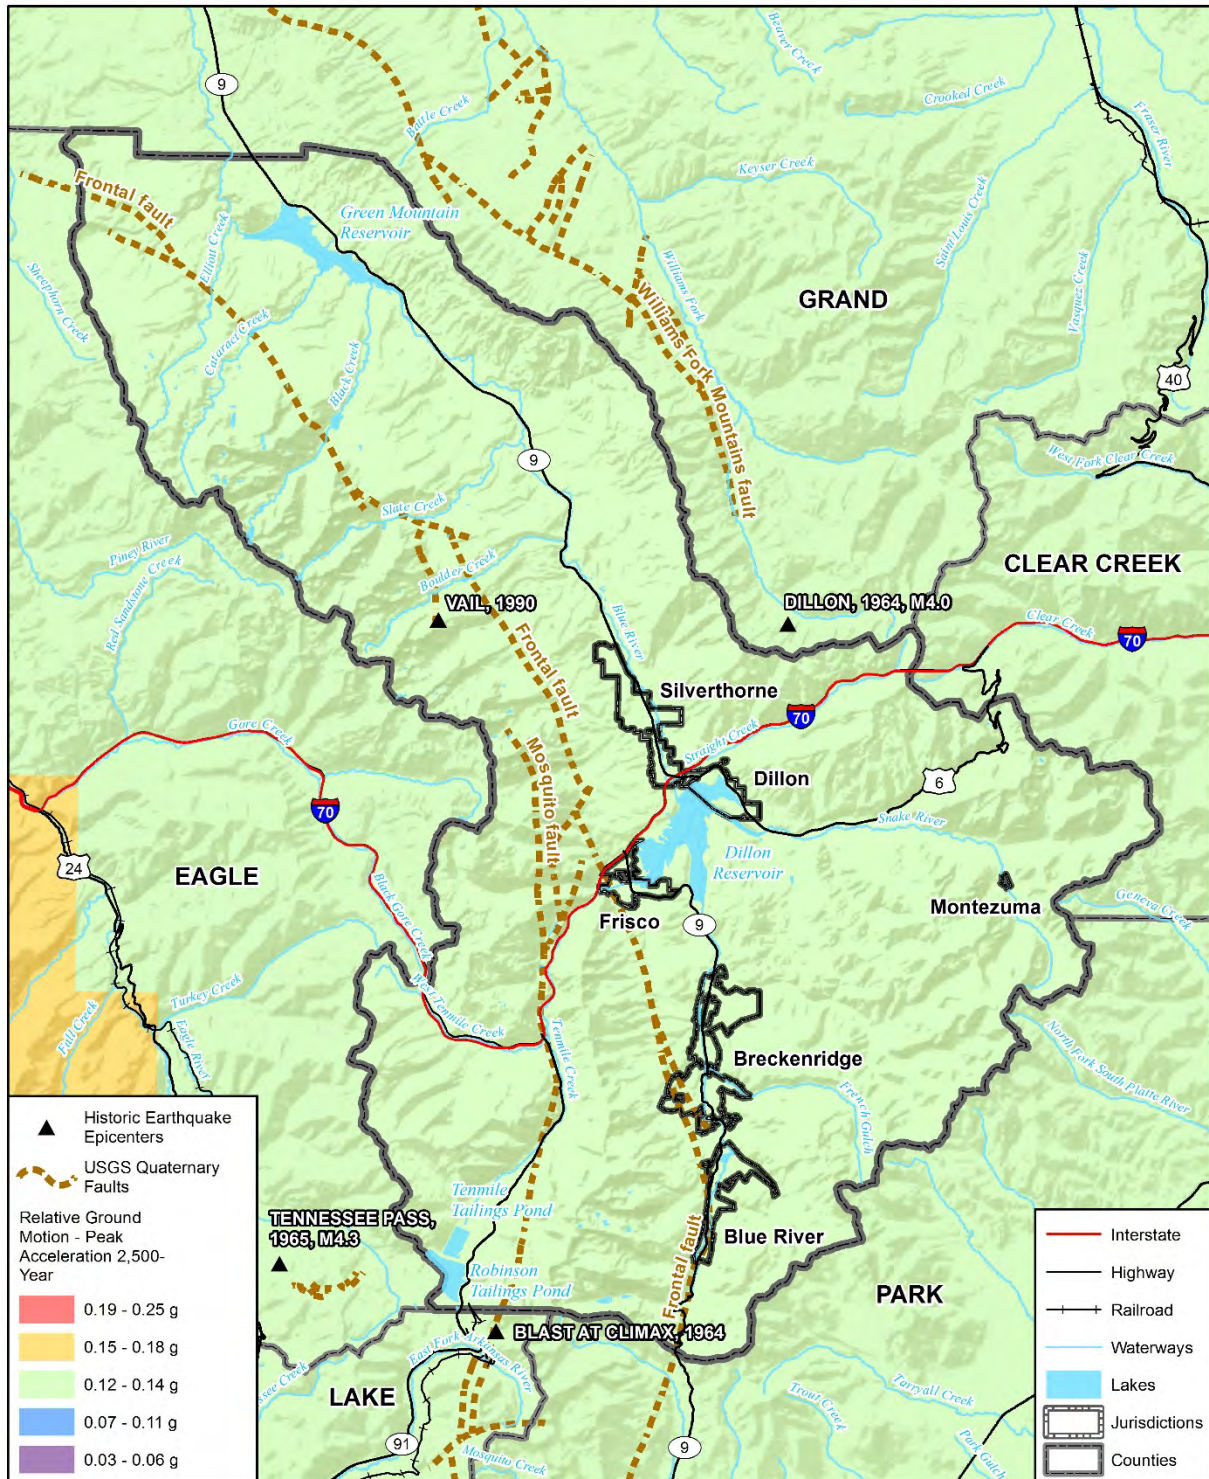 Beaver Creek
9
Crooked Creek
Battle Creek
Fraser River
Keyser Creek
Frontal fault
Green Mountain
Reservoir
Elliott Creek
Saint Louis Creek
Sheephorn Creek
Williams Fork
Vasquez Creek
GRAND
Cataract Creek
Black Creek
Williams Fork Mountains fault
40
9
West Fork Clear Creek
Slate Creek
Piney River
Red Sandstone Creek
Boulder Creek
CLEAR CREEK
VAIL, 1990
DILLON, 1964, M4.0
Blue River
Clear Creek
70
Frontal fault
Silverthorne
70
Gore Creek
Straight Creek
Mosquito fault
Dillon
6
70
Snake River
24
EAGLE
Dillon
Reservoir
Black Gore Creek
Montezuma
Geneva Creek
Frisco
9
Turkey Creek
West Tenmile Creek
Fall Creek
Eagle River
Tenmile Creek
North Fork South Platte River
Breckenridge
French Gulch
Historic Earthquake
Epicenters
USGS Quaternary
Faults
Relative Ground
Motion - Peak
Acceleration 2,500-
Year
0.19 - 0.25 g
0.15 - 0.18 g
0.12 - 0.14 g
0.07 - 0.11 g
0.03 - 0.06 g
Tenmile
Tailings Pond
TENNESSEE PASS,
1965, M4.3
Blue River
Robinson
Tailings Pond
Frontal fault
PARK
BLAST AT CLIMAX, 1964
East Fork Arkansas River
ssee Creek
LAKE
Trout Creek
Tarryall Creek
91
Mosquito Creek
9
Park Gulch
Interstate
Highway
Railroad
Waterways
Lakes
Jurisdictions
Counties